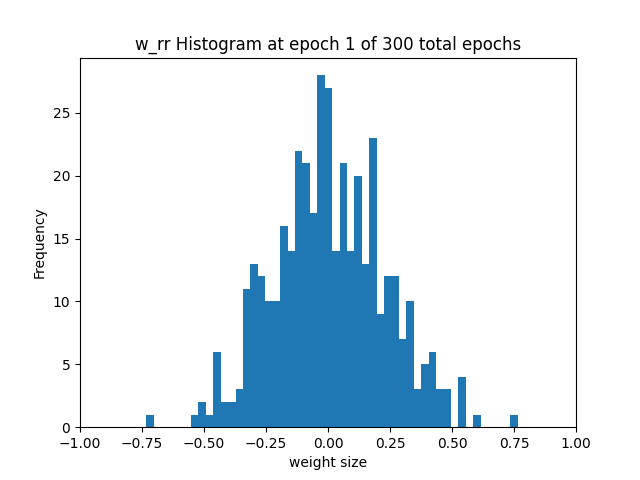 w_rr Histogram at epoch 1 of 300 total epochs
Frequency
25
20
15
10
5
0
−1.00 −0.75 −0.50 −0.25 0.00 0.25 0.50 0.75 1.00
weight size